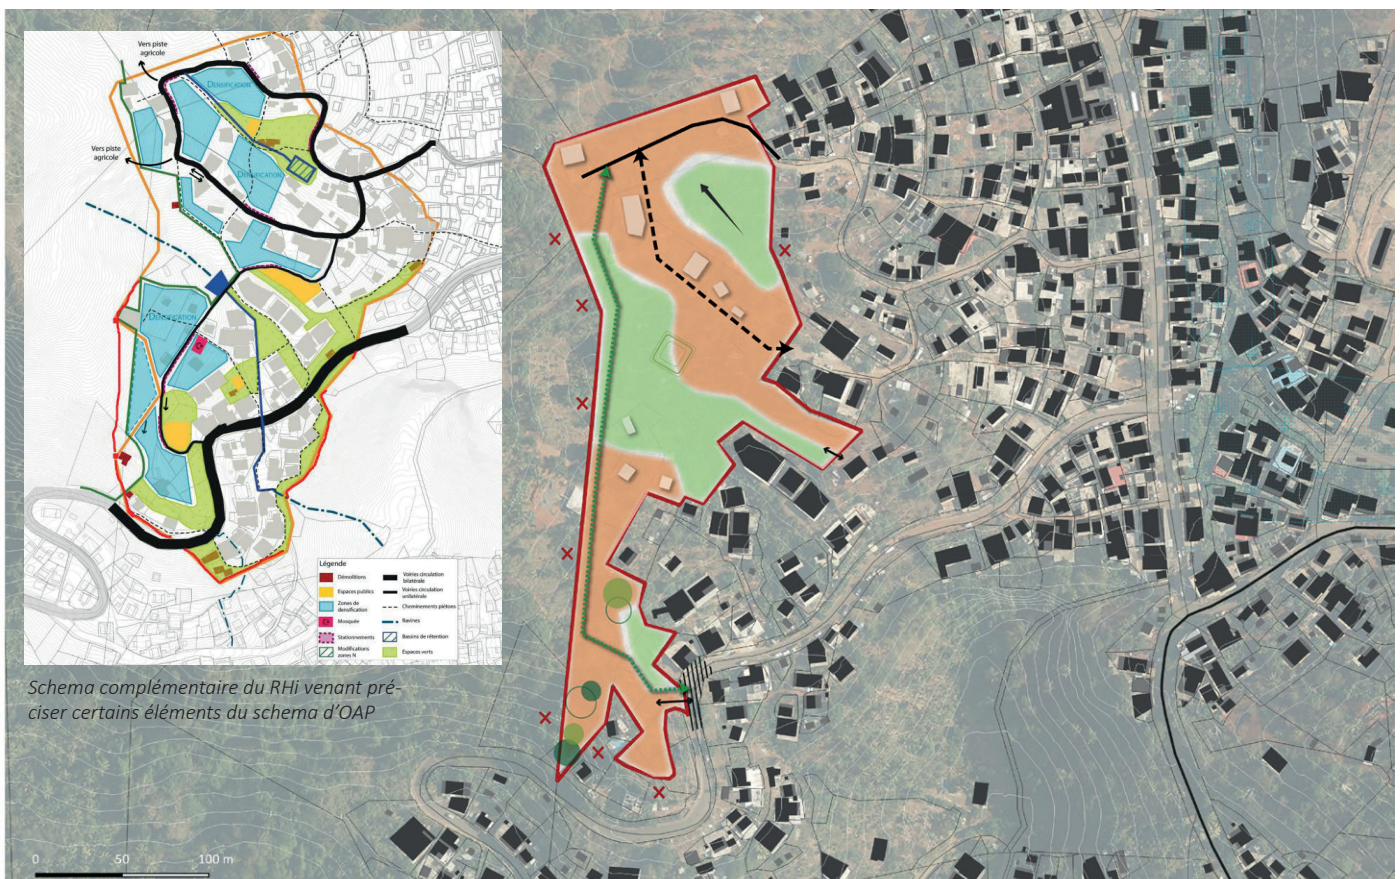 Vers piste
agricole
DENSIFICATION
Vers piste
agricole
DENSIFICATION
DENSIFICATION
Légende
Démolitions
Espaces publics
Zones de
densification
Mosquée
Stationnements
Modifications
zones N
Voiries circulation
bilatérale
Voiries circulation
unilatérale
Cheminements piétons
Ravines
Bassins de rétention
Espaces verts
Schema complémentaire du RHi venant pré-
ciser certains éléments du schema d’OAP
0 50 100 m